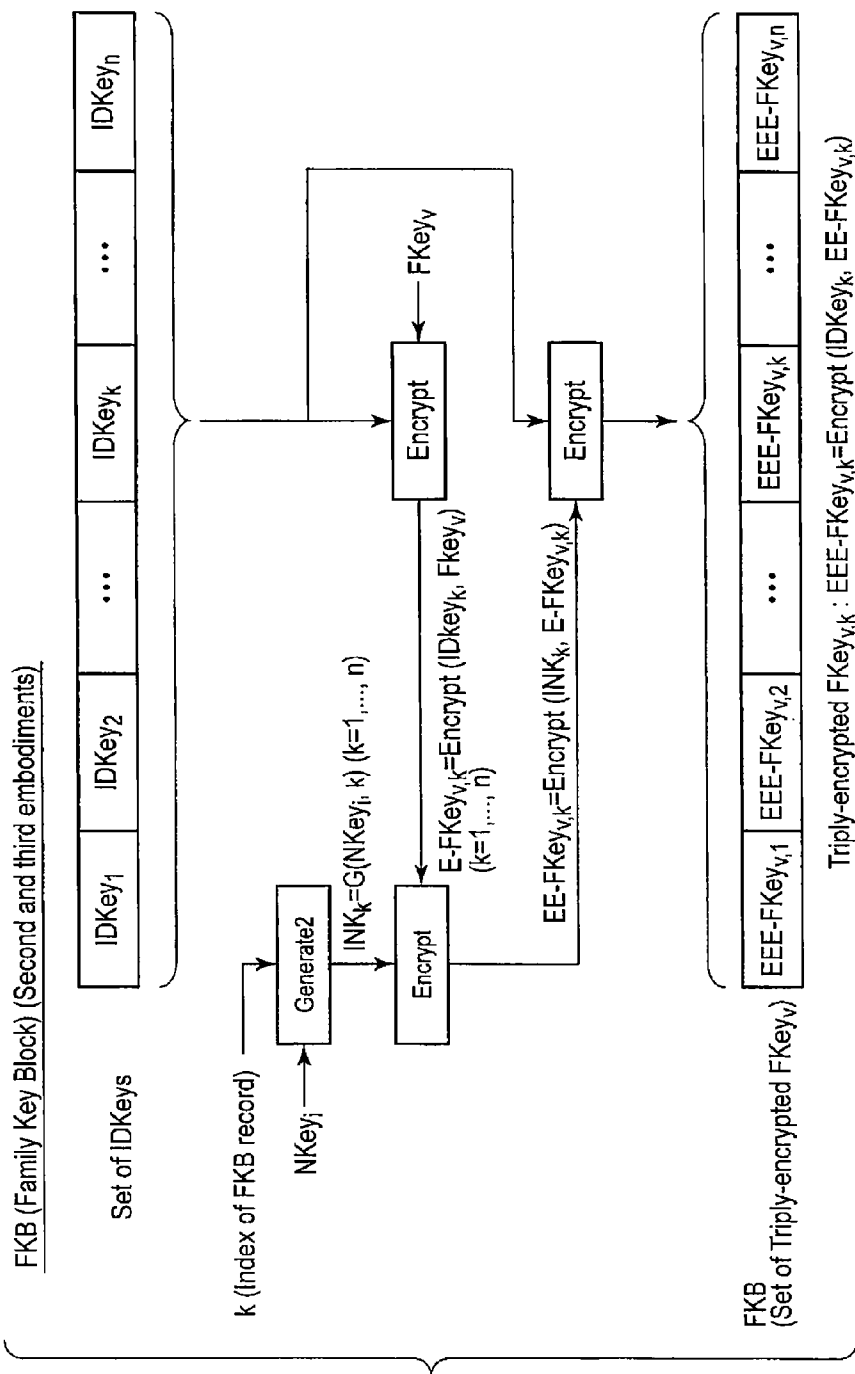 FKB (Family Key Block) (Second and third embodiments)
Set of IDKeys
IDKey1
IDKey2
...
IDKeyk
...
IDKeyn
k (Index of FKB record)
NKeyi
Generate2
INKk=G(NKeyi, k) (k=1,..., n)
Encrypt
FKeyv
E-FKeyv,k=Encrypt (IDkeyk, Fkeyv)
(k=1,..., n)
Encrypt
EE-FKeyv,k=Encrypt (INKk, E-FKeyv,k)
Encrypt
FKB
(Set of Triply-encrypted FKeyv)
EEE-FKeyv,1
EEE-FKeyv,2
...
EEE-FKeyv,k
...
EEE-FKeyv,n
Triply-encrypted FKeyv,k : EEE-FKeyv,k=Encrypt (IDKeyk, EE-FKeyv,k)